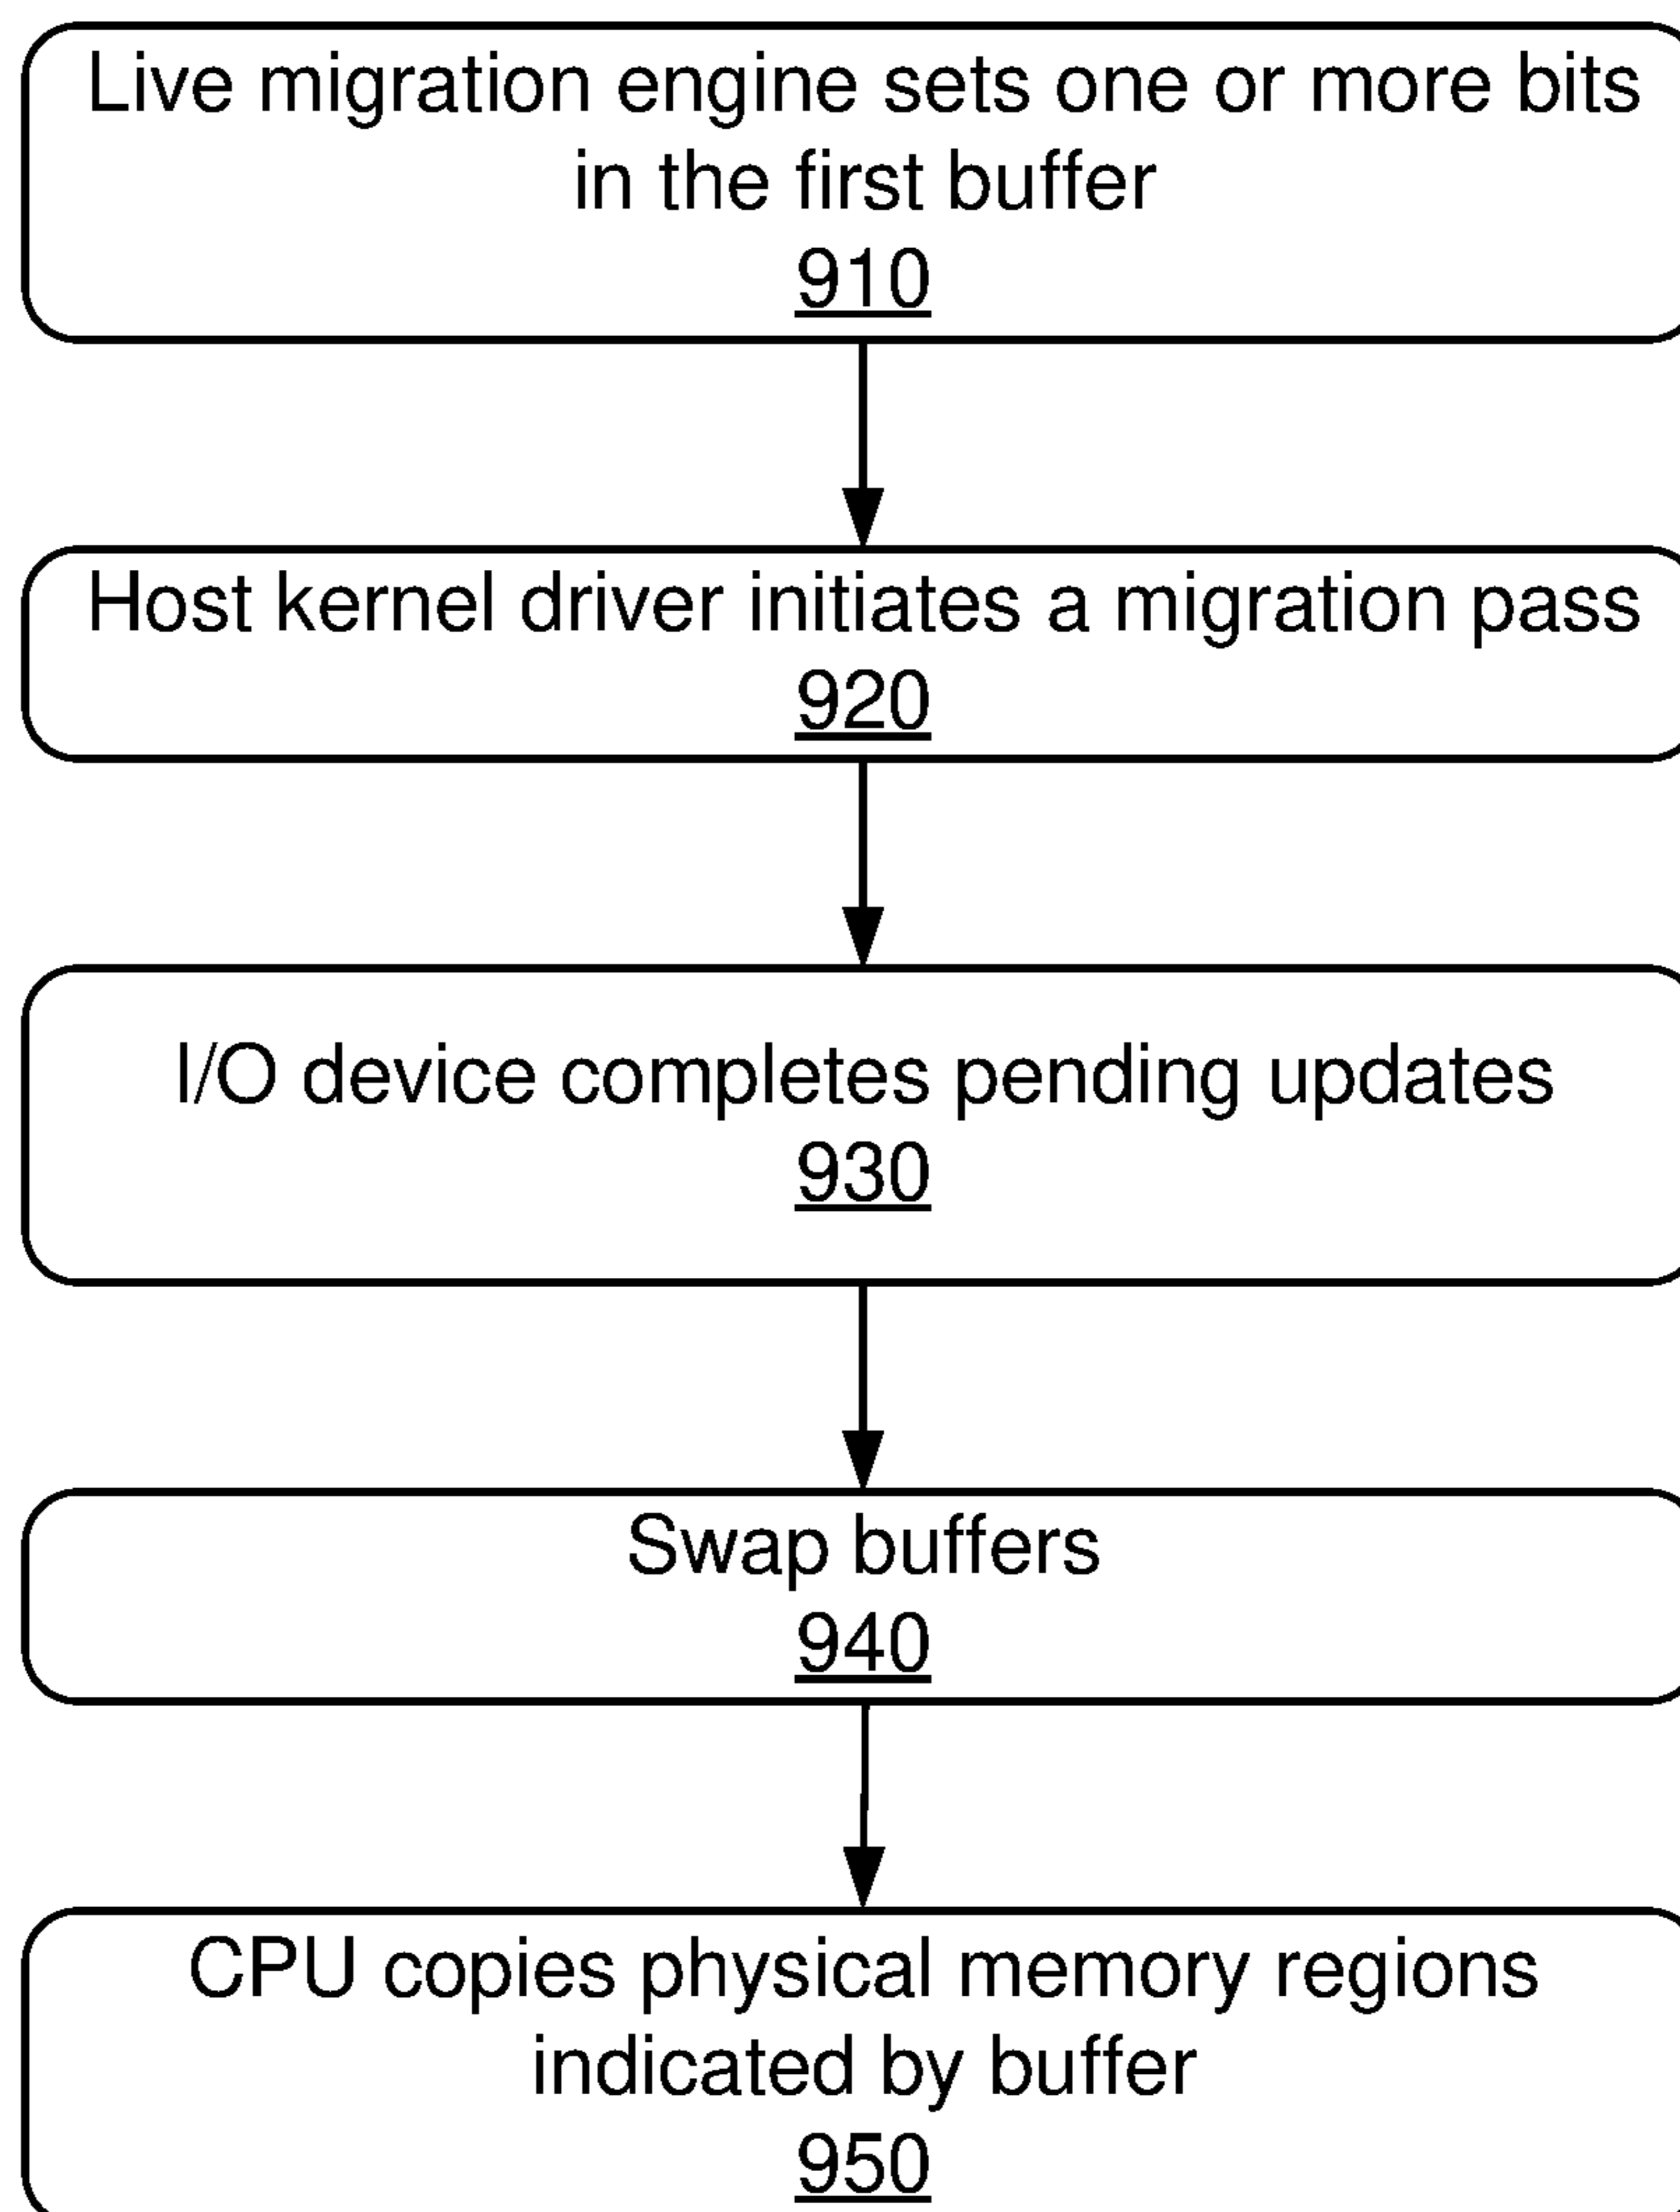 Live migration engine sets one or more bits
in the first buffer
910
Host kernel driver initiates a migration pass
920
I/O device completes pending updates
930
Swap buffers
940
CPU copies physical memory regions
indicated by buffer
950